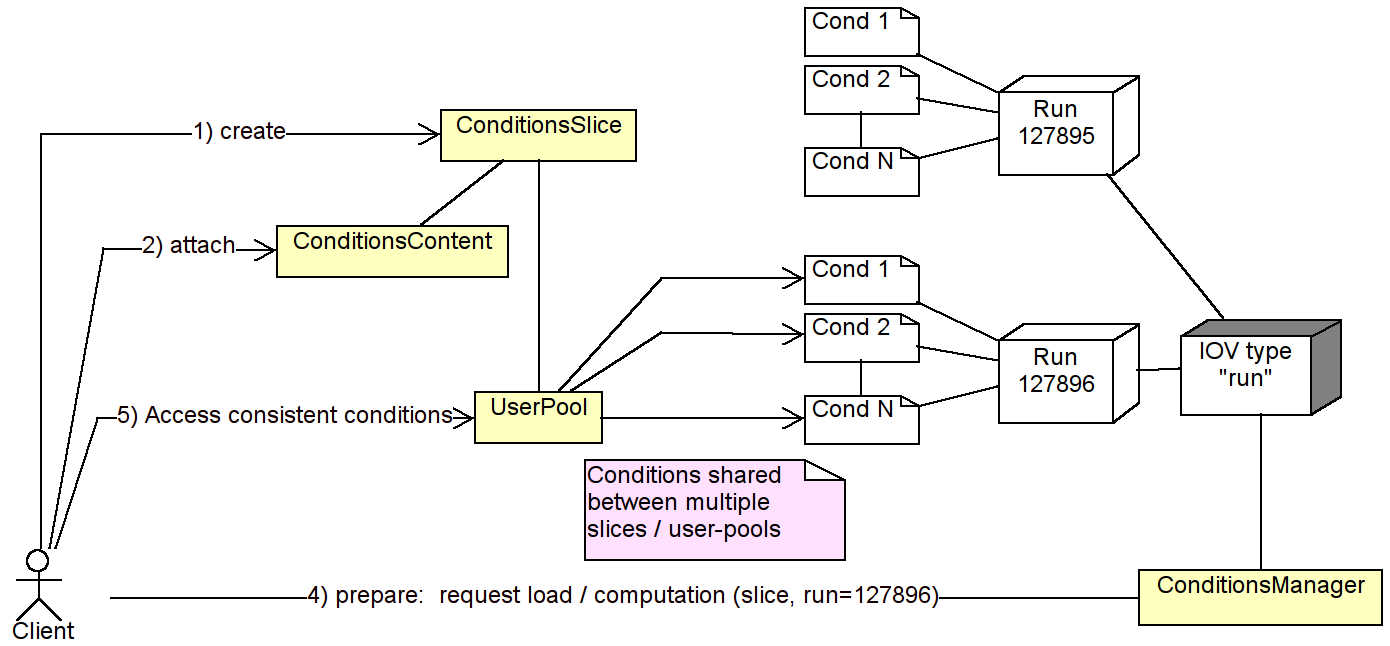 Cond 1
Cond 2
Cond N
Run
127895
1) create
ConditionsSlice
2) attach
ConditionsContent
Cond 1
Cond 2
Cond N
Run
127896
IOV type
"run"
5) Access consistent conditions
UserPool
Conditions shared
between multiple
slices / user-pools
4) prepare:  request load / computation (slice, run=127896)
ConditionsManager
Client